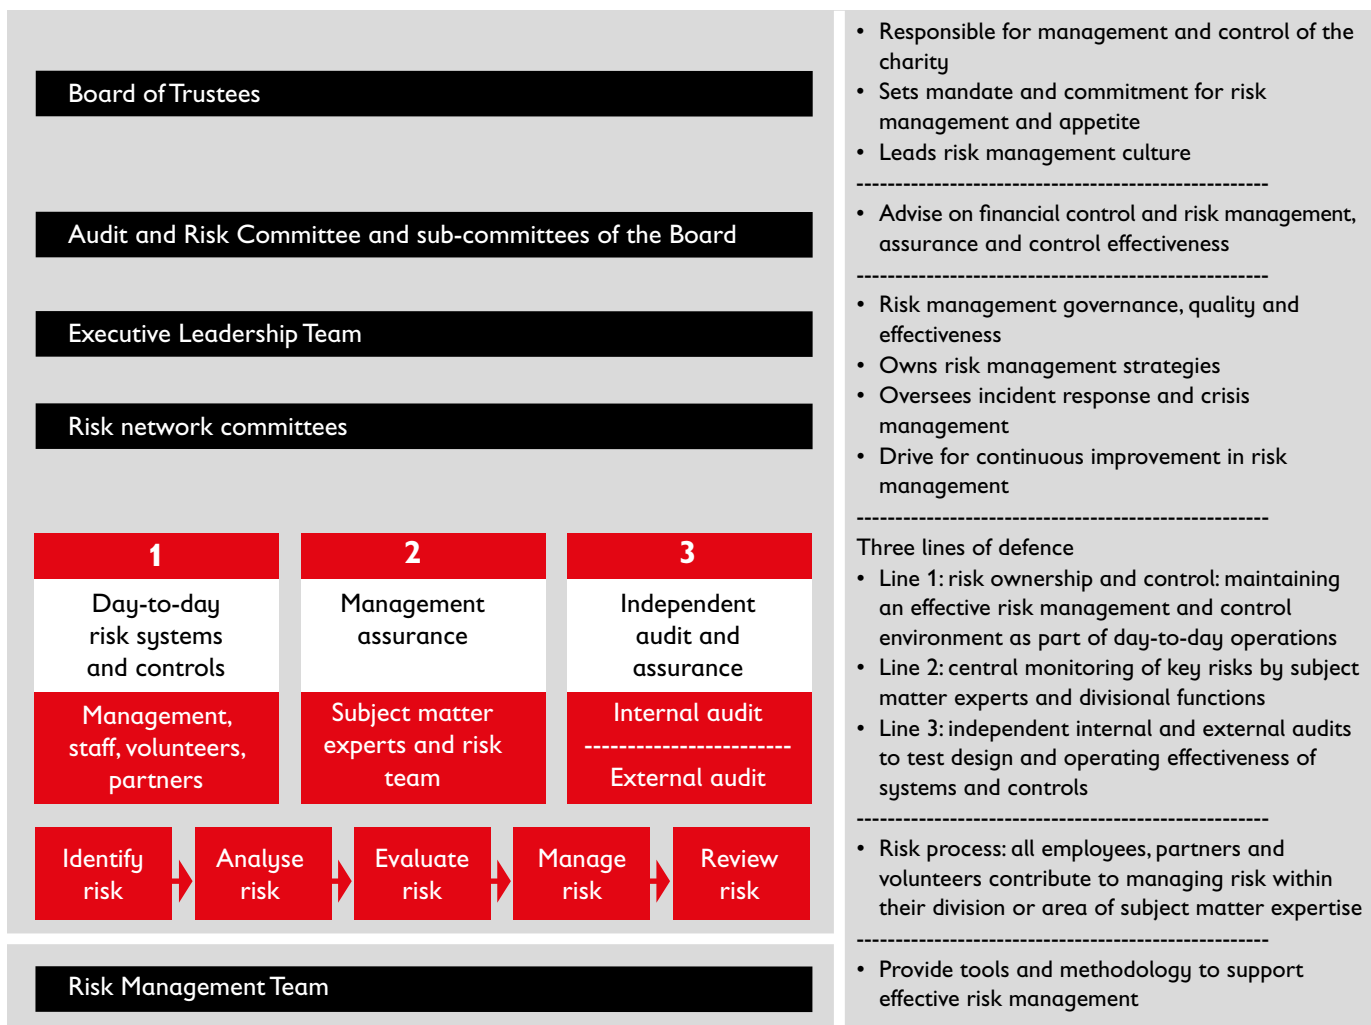 Board of Trustees
• Responsible for management and control of the
charity
• Sets mandate and commitment for risk
management and appetite
• Leads risk management culture
-----------------------------------------------------
Audit and Risk Committee and sub-committees of the Board
• Advise on financial control and risk management,
assurance and control effectiveness
-----------------------------------------------------
Executive Leadership Team
Risk network committees
• Risk management governance, quality and
effectiveness
• Owns risk management strategies
• Oversees incident response and crisis
management
• Drive for continuous improvement in risk
management
-----------------------------------------------------
1
Day-to-day
risk systems
and controls
Management,
staff, volunteers,
partners
2
Management
assurance
Subject matter
experts and risk
team
3
Independent
audit and
assurance
Internal audit
------------------------
External audit
Three lines of defence
• Line 1: risk ownership and control: maintaining
an effective risk management and control
environment as part of day-to-day operations
• Line 2: central monitoring of key risks by subject
matter experts and divisional functions
• Line 3: independent internal and external audits
to test design and operating effectiveness of
systems and controls
-----------------------------------------------------
Identify
risk
Analyse
risk
Evaluate
risk
Manage
risk
Review
risk
• Risk process: all employees, partners and
volunteers contribute to managing risk within
their division or area of subject matter expertise
-----------------------------------------------------
Risk Management Team
• Provide tools and methodology to support
effective risk management